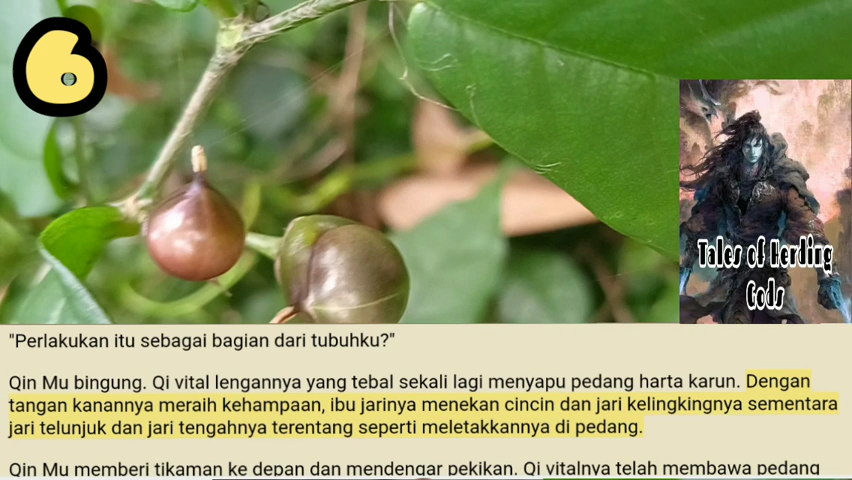 6
Tales of Herding
Gods
"Perlakukan itu sebagai bagian dari tubuhku?"
Qin Mu bingung. Qi vital lengannya yang tebal sekali lagi menyapu pedang harta karun. Dengan
tangan kanannya meraih kehampaan, ibu jarinya menekan cincin dan jari kelingkingnya sementara
jari telunjuk dan jari tengahnya terentang seperti meletakkannya di pedang.
Qin Mu memberi tikaman ke depan dan mendengar pekikan. Qi vitalnya telah membawa pedang